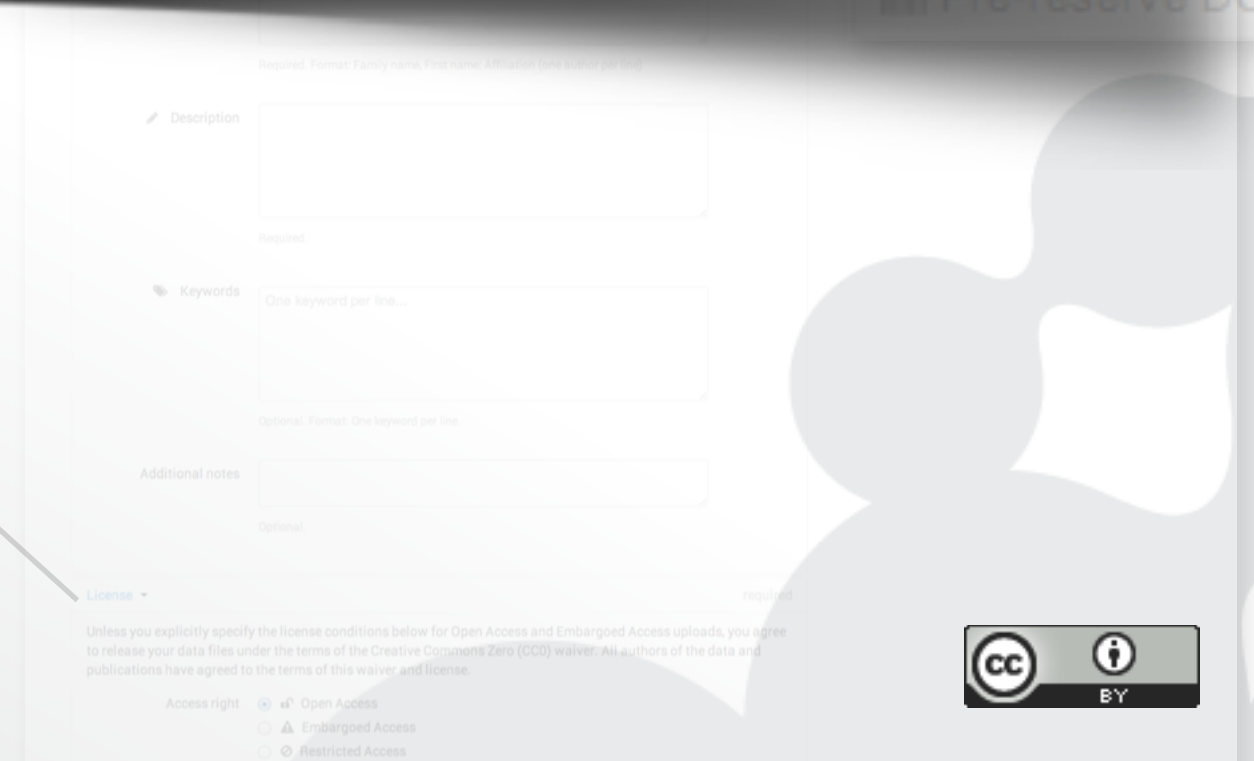 Pre-reserve DO
Required. Format: Family name, First name: Affiliation (one author per line)
Description
Required.
Keywords
One keyword per line...
Optional. Format: One keyword per line.
Additional notes
Optional
License
required
Unless you explicitly specify the license conditions below for Open Access and Embargoed Access uploads, you agree
to release your data files under the terms of the Creative Commons Zero (CC0) waiver. All authors of the data and
publications have agreed to the terms of this waiver and license.
Access right
Open Access
Embargoed Access
Restricted Access
CC
BY